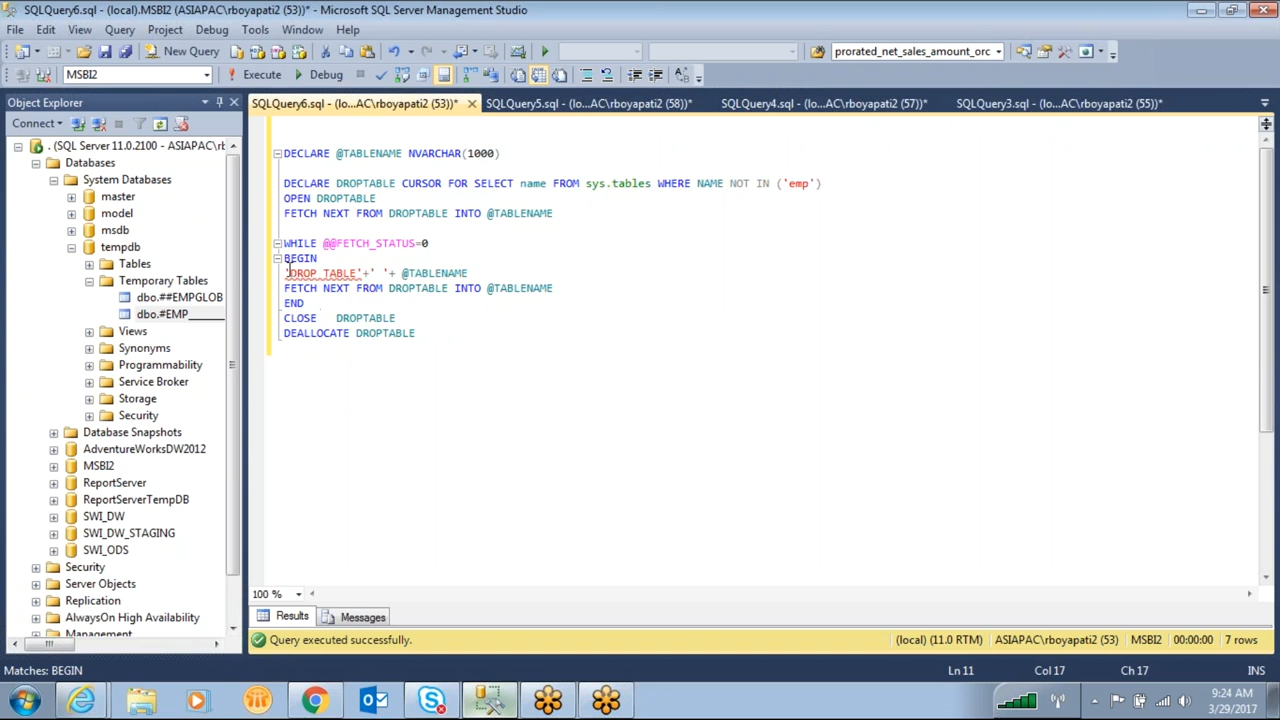 SQLQuery6.sql - (local).MSBI2 (ASIAPAC\rboyapati2 (53))* - Microsoft SQL Server Management Studio
File Edit View Query Project Debug Tools Window Help
New Query prorated_net_sales_amount_orc
MSBI2 Execute Debug
Object Explorer
SQLQuery6.sql - (lo...AC\rboyapati2 (53))* SQLQuery5.sql - (lo...AC\rboyapati2 (58))* SQLQuery4.sql - (lo...AC\rboyapati2 (57))* SQLQuery3.sql - (lo...AC\rboyapati2 (55))*
Connect
. (SQL Server 11.0.2100 - ASIAPAC\rb
Databases
System Databases
master
model
msdb
tempdb
Tables
Temporary Tables
dbo.##EMPGLOB
dbo.#EMP______
Views
Synonyms
Programmability
Service Broker
Storage
Security
Database Snapshots
AdventureWorksDW2012
MSBI2
ReportServer
ReportServerTempDB
SWI_DW
SWI_DW_STAGING
SWI_ODS
Security
Server Objects
Replication
AlwaysOn High Availability
Management
DECLARE @TABLENAME NVARCHAR(1000)
DECLARE DROPTABLE CURSOR FOR SELECT name FROM sys.tables WHERE NAME NOT IN ('emp')
OPEN DROPTABLE
FETCH NEXT FROM DROPTABLE INTO @TABLENAME
WHILE @@FETCH_STATUS=0
BEGIN
'DROP TABLE'+' '+ @TABLENAME
FETCH NEXT FROM DROPTABLE INTO @TABLENAME
END
CLOSE DROPTABLE
DEALLOCATE DROPTABLE
100 %
Results Messages
Query executed successfully. (local) (11.0 RTM) ASIAPAC\rboyapati2 (53) MSBI2 00:00:00 7 rows
Matches: BEGIN Ln 11 Col 17 Ch 17 INS
9:24 AM
3/29/2017